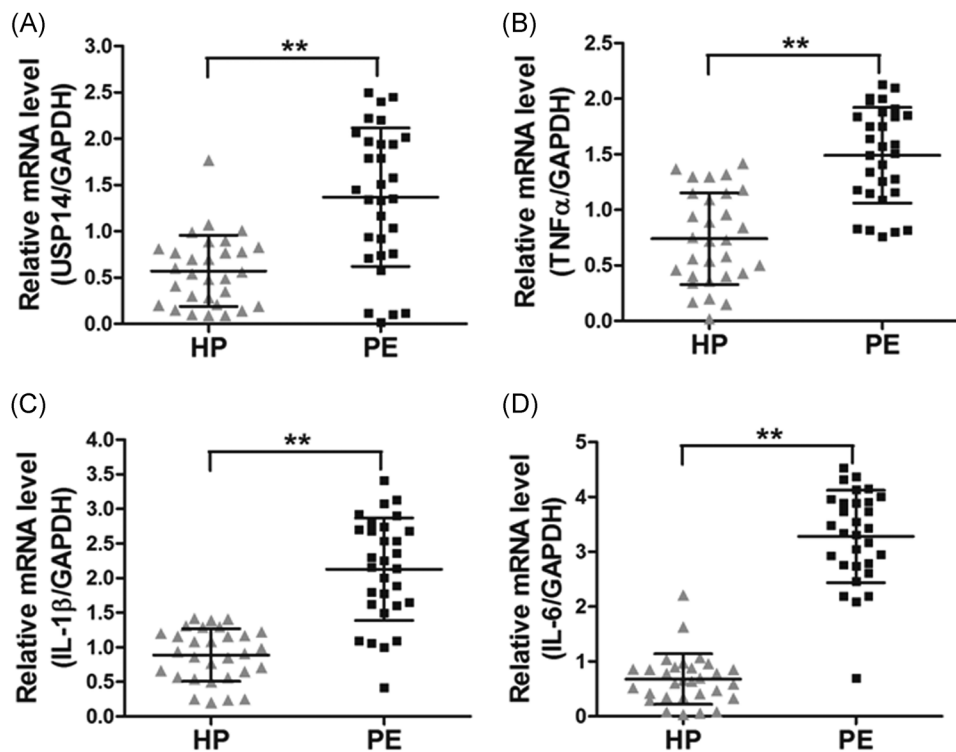 (A)
Relative mRNA level
(USP14/GAPDH)
3.0
2.5
2.0
1.5
1.0
0.5
0.0
**
HP
PE
(B)
Relative mRNA level
(TNFα/GAPDH)
2.5
2.0
1.5
1.0
0.5
0.0
**
HP
PE
(C)
Relative mRNA level
(IL-1β/GAPDH)
4.0
3.5
3.0
2.5
2.0
1.5
1.0
0.5
0.0
**
HP
PE
(D)
Relative mRNA level
(IL-6/GAPDH)
5
4
3
2
1
0
**
HP
PE